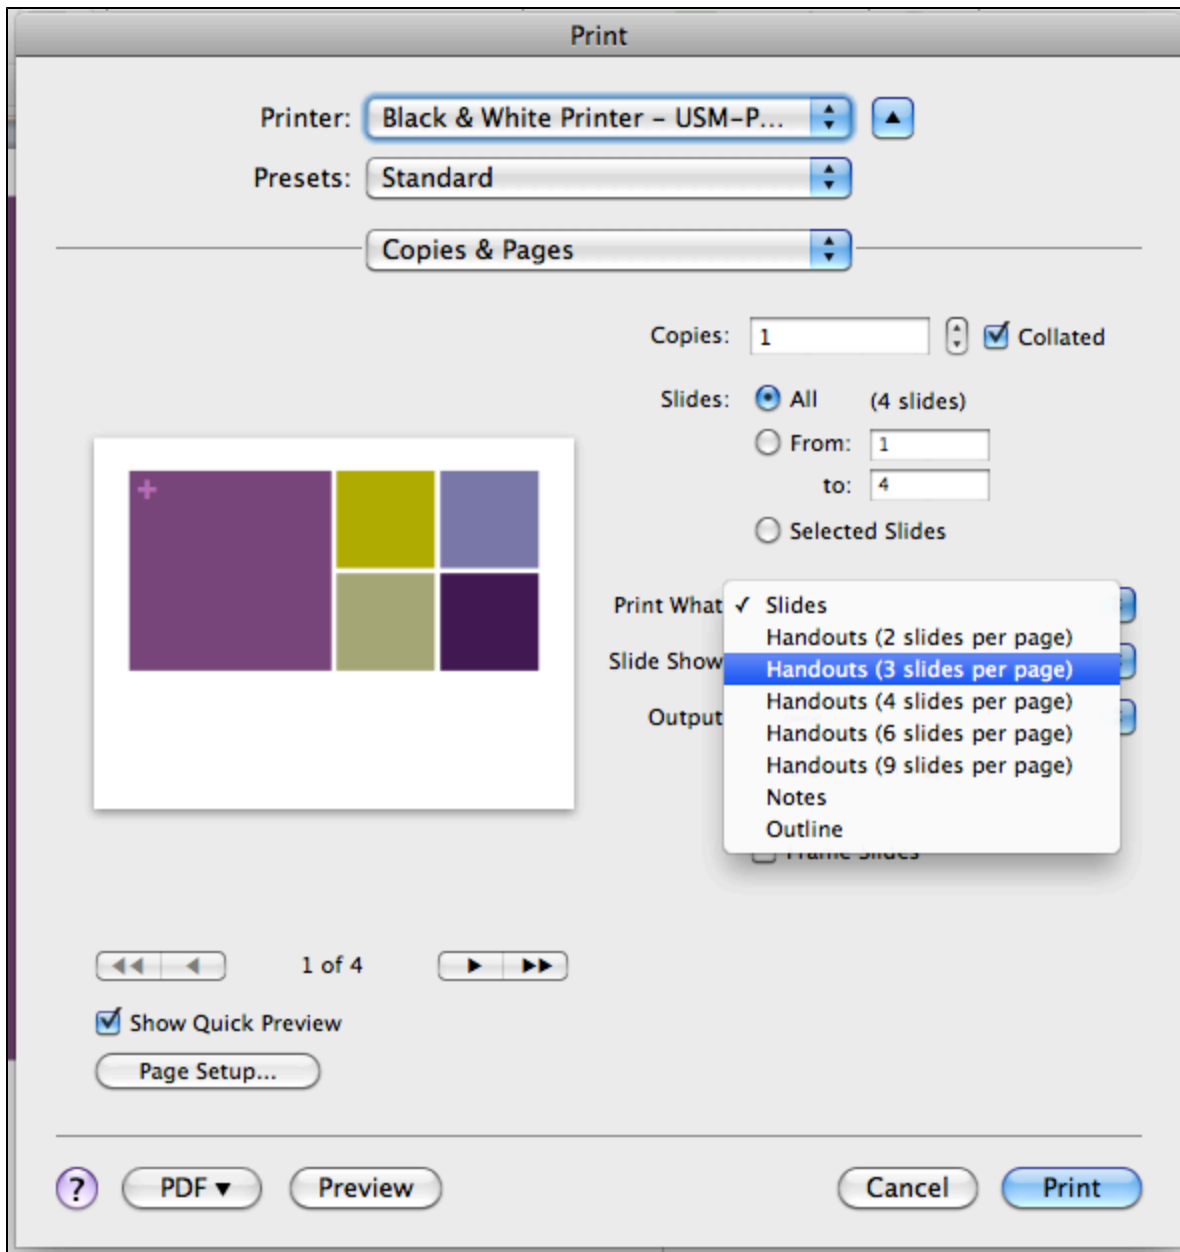 Print
Printer: Black & White Printer - USM-P...
Presets: Standard
Copies & Pages
Copies: 1 Collated
Slides: All (4 slides)
From: 1
to: 4
Selected Slides
Print What ✓ Slides
Handouts (2 slides per page)
Slide Show Handouts (3 slides per page)
Handouts (4 slides per page)
Output Handouts (6 slides per page)
Handouts (9 slides per page)
Notes
Outline
Frame Slides
1 of 4
Show Quick Preview
Page Setup...
? PDF▼ Preview Cancel Print